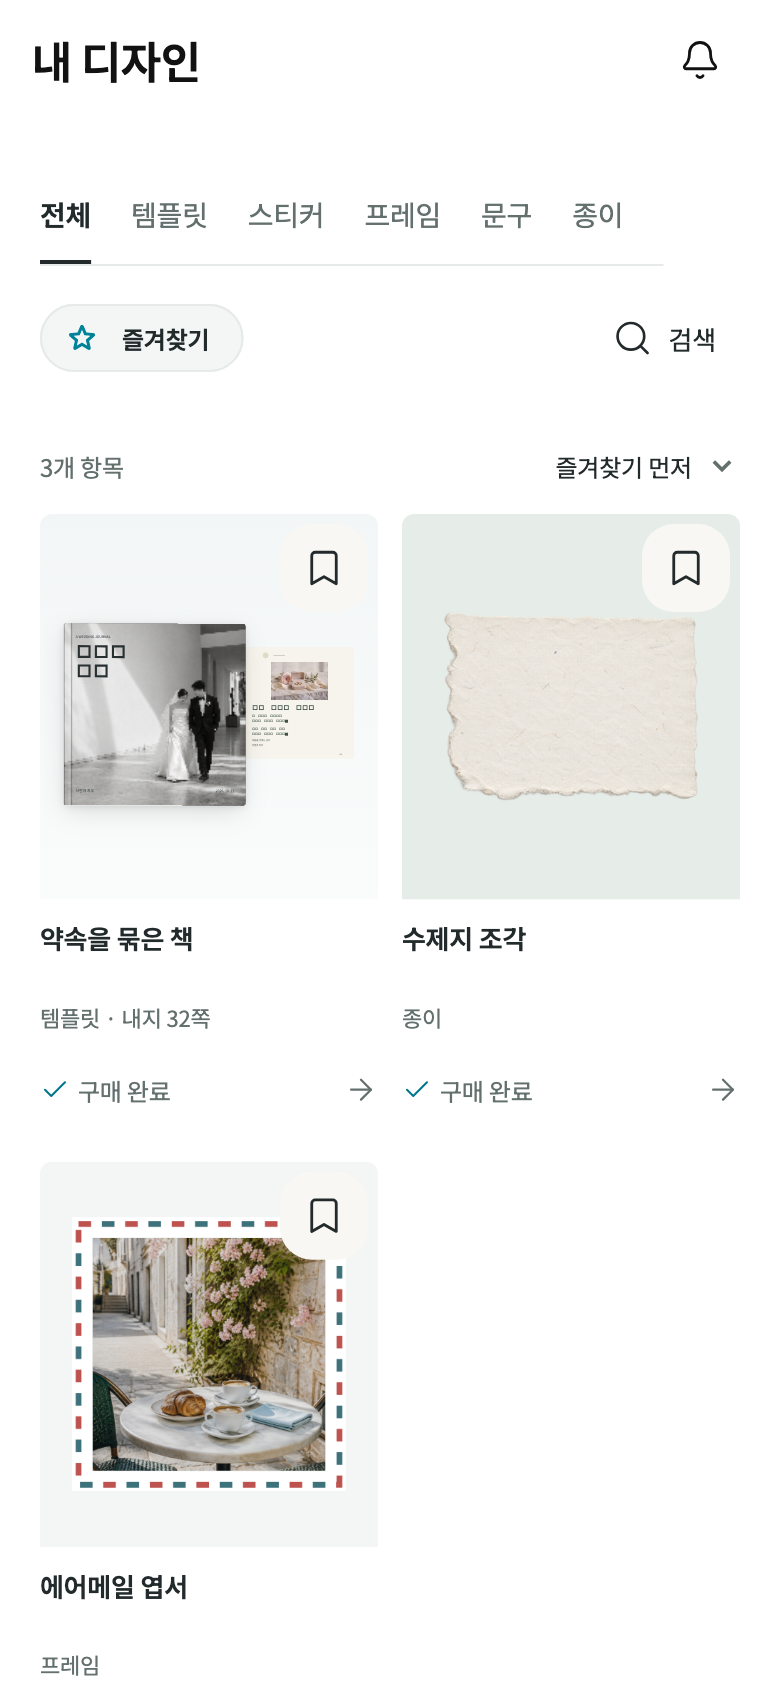 내 디자인
전체 템플릿 스티커 프레임 문구 종이
즐겨찾기 검색
3개 항목 즐겨찾기 먼저
약속을 묶은 책
템플릿 · 내지 32쪽
구매 완료
수제지 조각
종이
구매 완료
에어메일 엽서
프레임